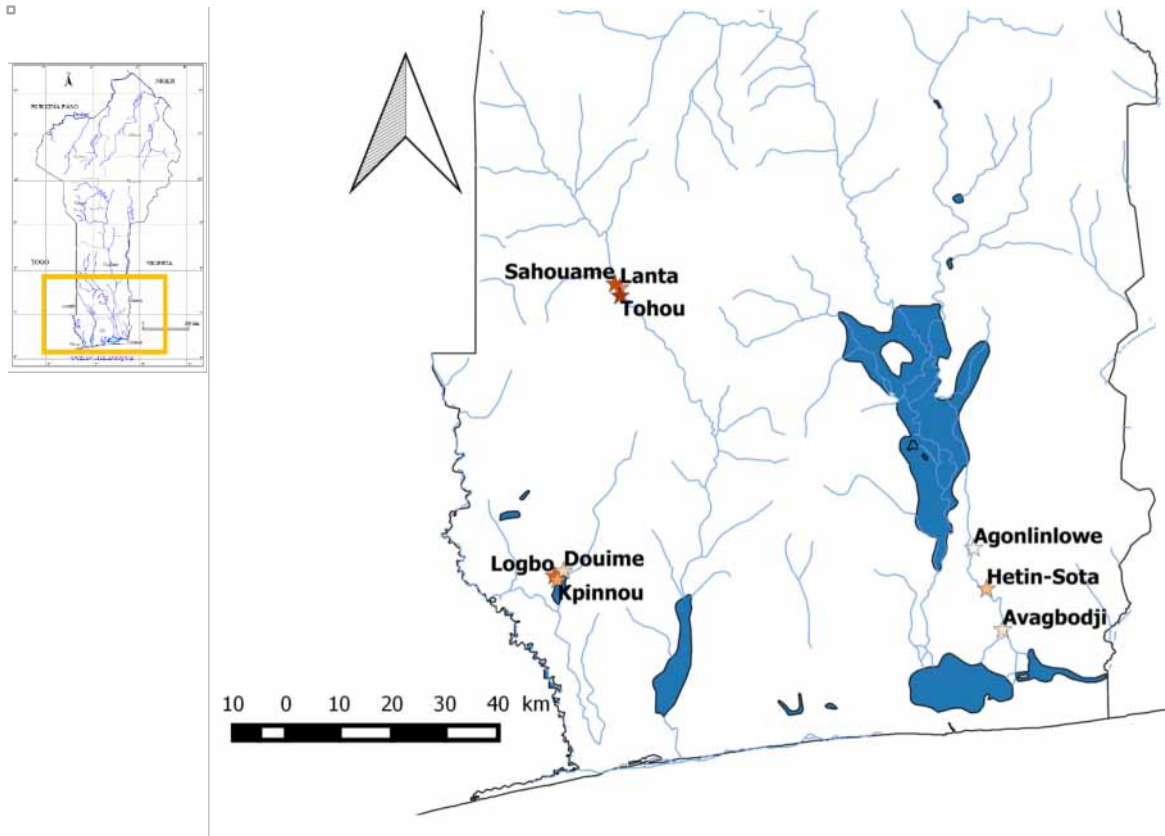 NIGER
BURKINA FASO
TOGO
NIGERIA
Sahouame Lanta
Tohou
Logbo Douime
Kpinnou
Agonlinlowe
Hetin-Sota
Avagbodji
10 0 10 20 30 40 km